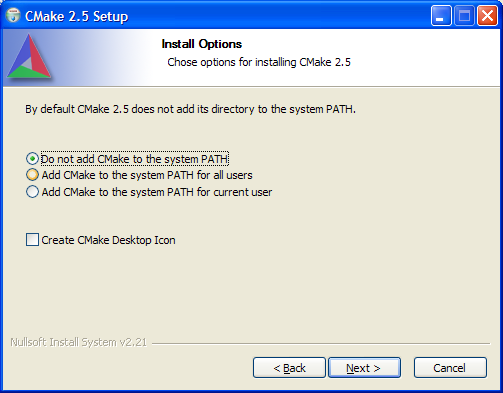 CMake 2.5 Setup
Install Options
Chose options for installing CMake 2.5
By default CMake 2.5 does not add its directory to the system PATH.
Do not add CMake to the system PATH
Add CMake to the system PATH for all users
Add CMake to the system PATH for current user
Create CMake Desktop Icon
Nullsoft Install System v2.21
< Back
Next >
Cancel